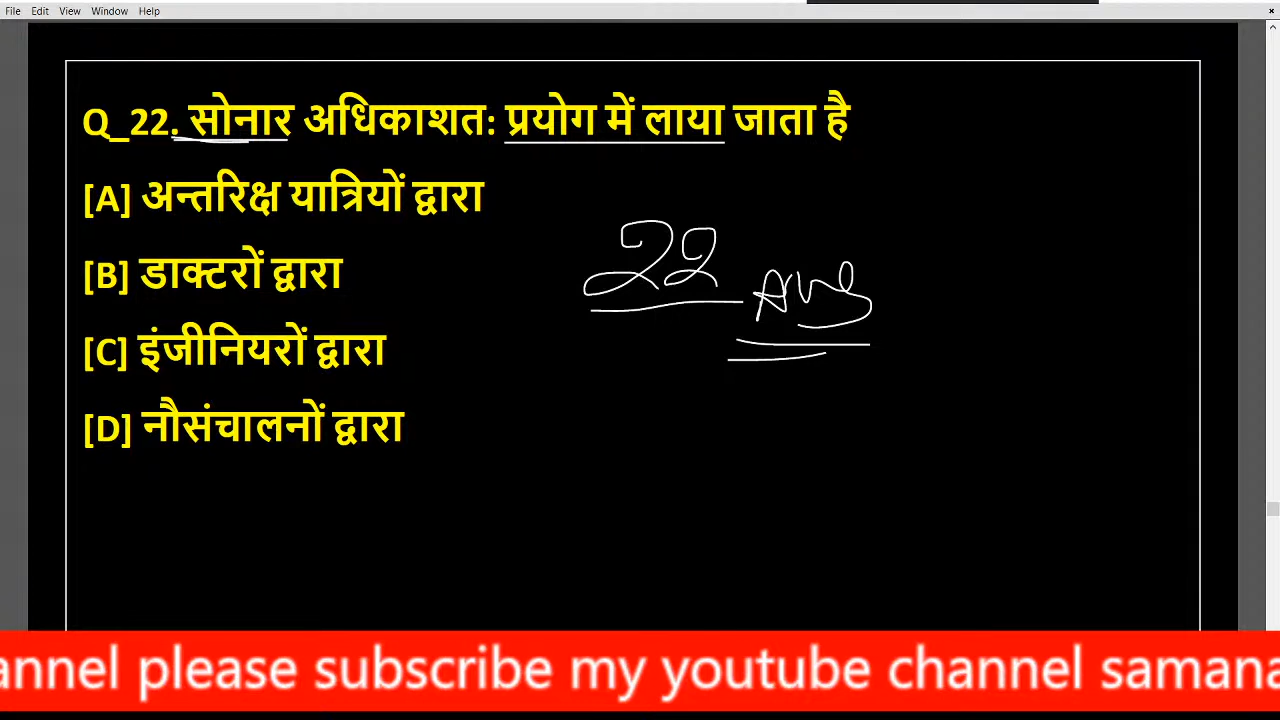 File Edit View Window Help
Q_22. सोनार अधिकाशत: प्रयोग में लाया जाता है
[A] अन्तरिक्ष यात्रियों द्वारा
[B] डाक्टरों द्वारा
22 Ans
[C] इंजीनियरों द्वारा
[D] नौसंचालनों द्वारा
annel please subscribe my youtube channel samana